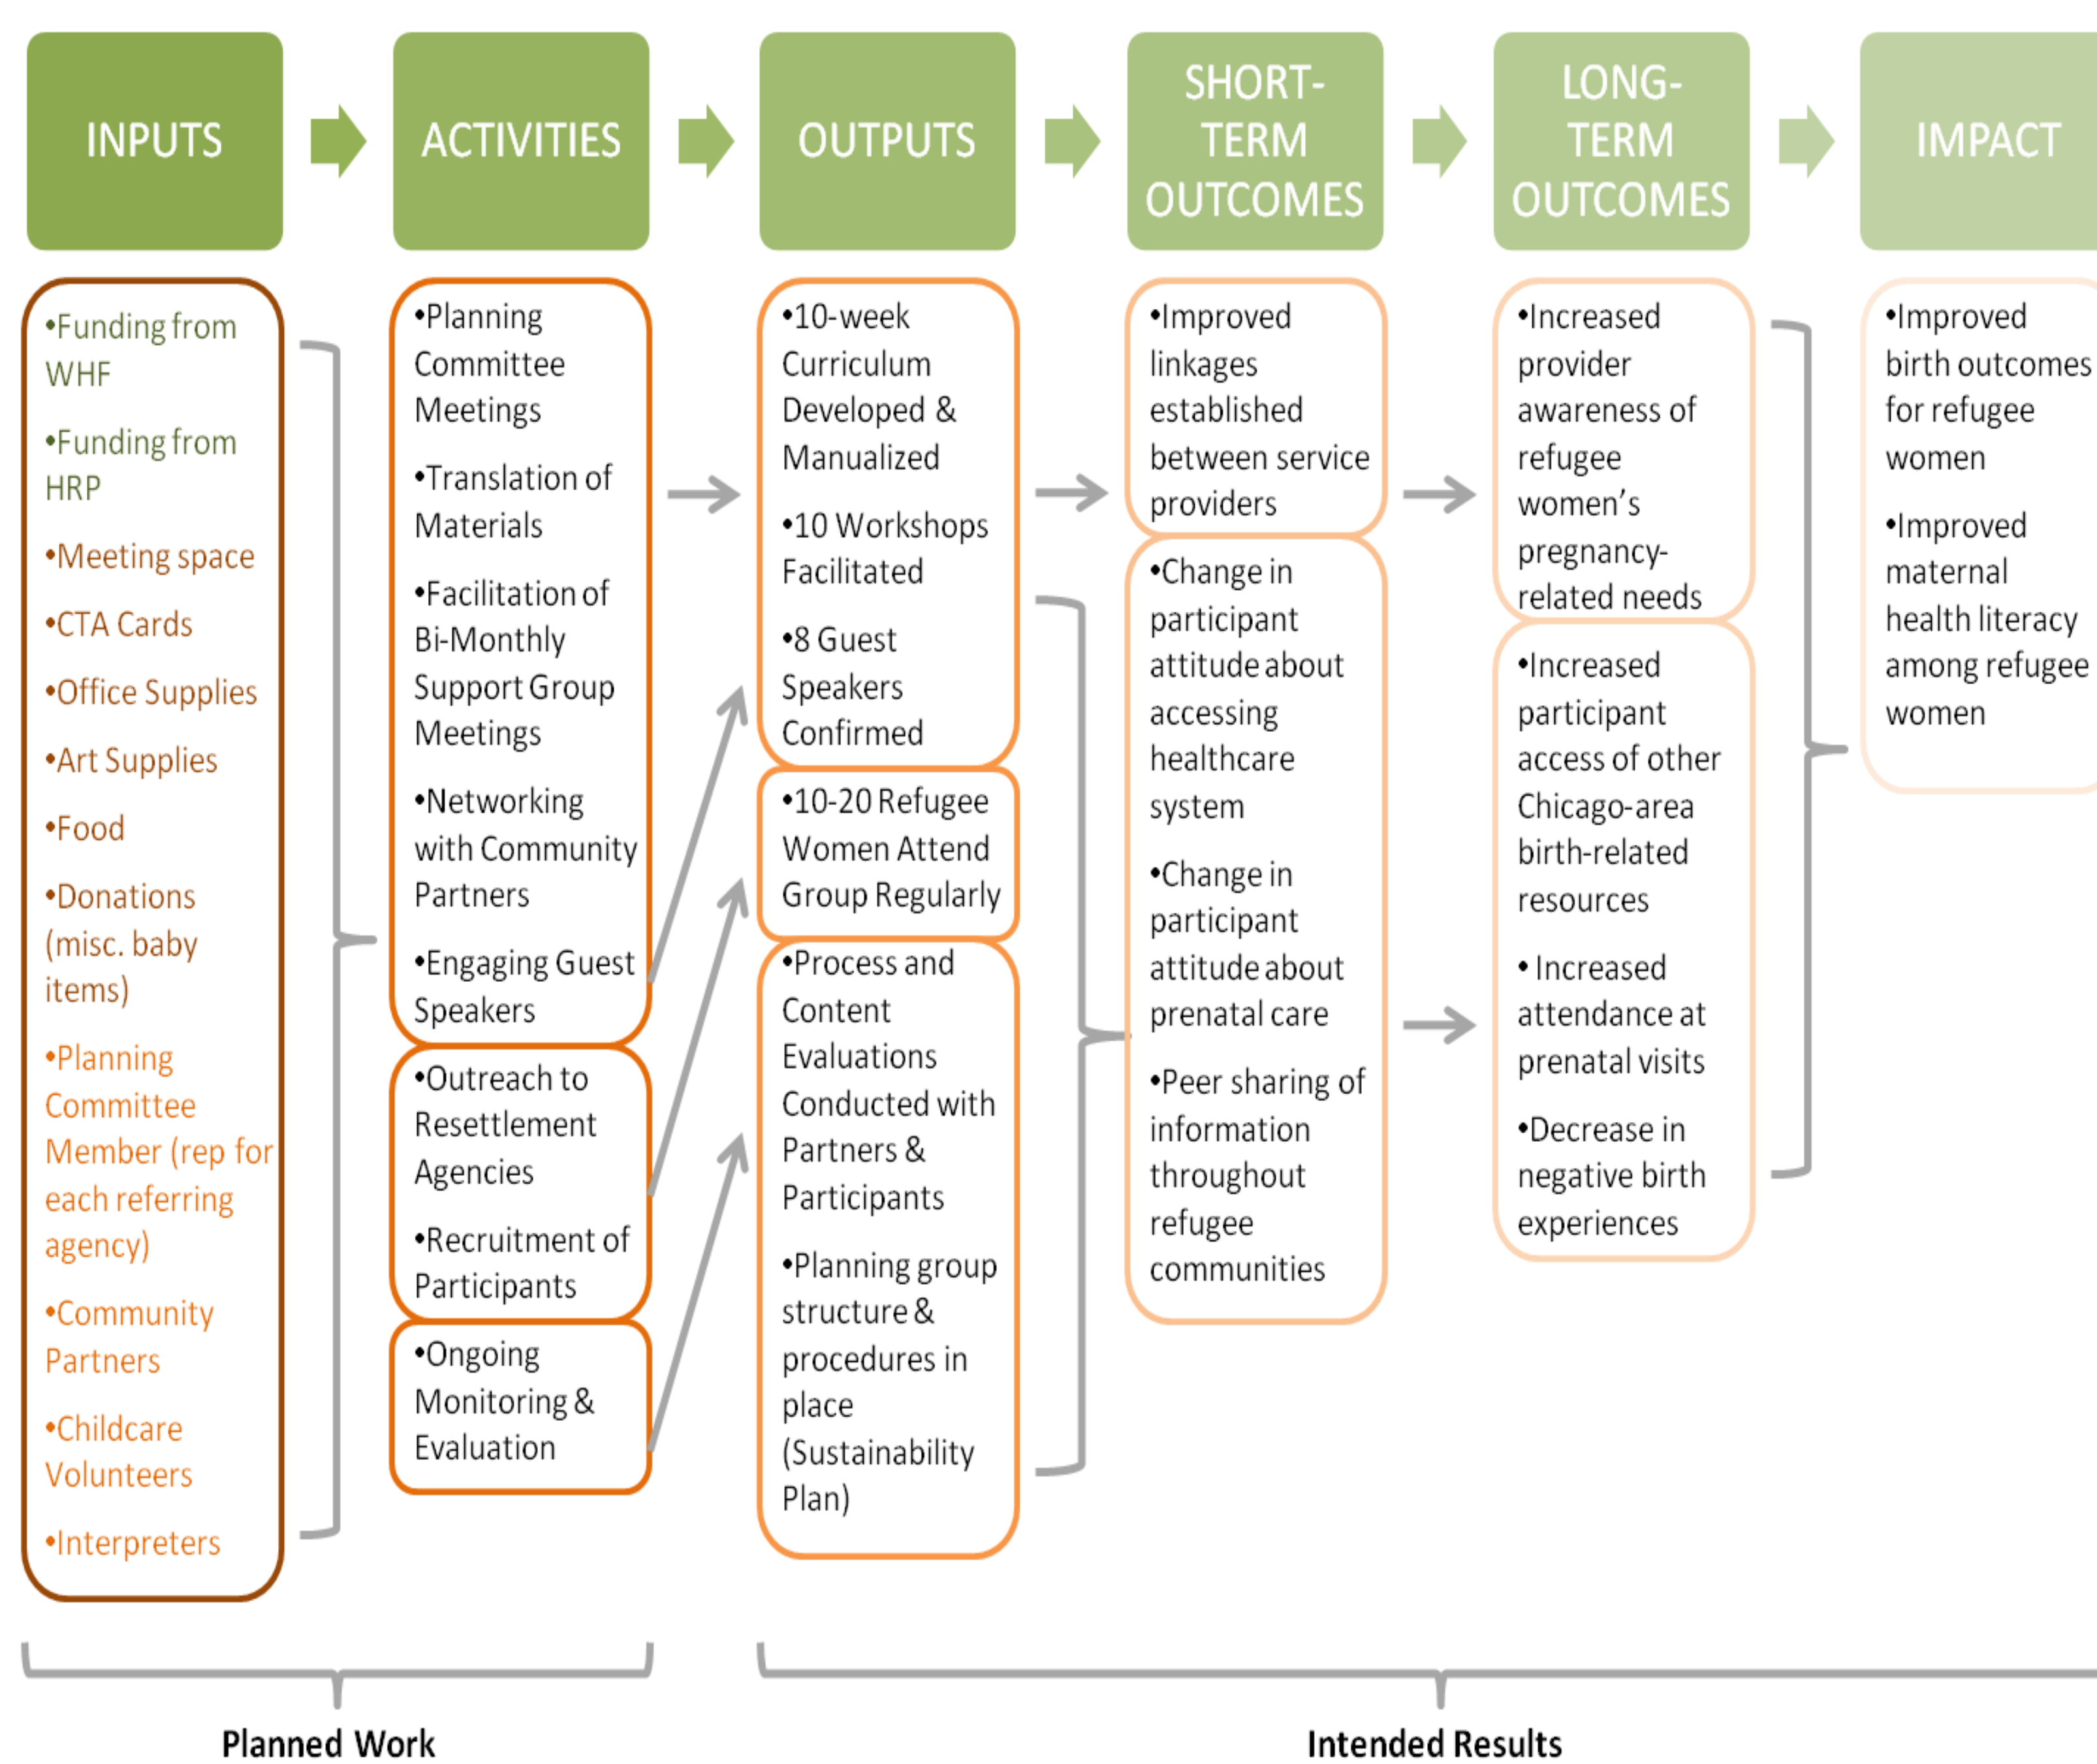 INPUTS
ACTIVITIES
OUTPUTS
SHORT-
TERM
OUTCOMES
LONG-
TERM
OUTCOMES
IMPACT
•Funding from
WHF
•Funding from
HRP
•Meeting space
•CTA Cards
•Office Supplies
•Art Supplies
•Food
•Donations
(misc. baby
items)
•Planning
Committee
Member (rep for
each referring
agency)
•Community
Partners
•Childcare
Volunteers
•Interpreters
•Planning
Committee
Meetings
•Translation of
Materials
•Facilitation of
Bi-Monthly
Support Group
Meetings
•Networking
with Community
Partners
•Engaging Guest
Speakers
•Outreach to
Resettlement
Agencies
•Recruitment of
Participants
•Ongoing
Monitoring &
Evaluation
•10-week
Curriculum
Developed &
Manualized
•10 Workshops
Facilitated
•8 Guest
Speakers
Confirmed
•10-20 Refugee
Women Attend
Group Regularly
•Process and
Content
Evaluations
Conducted with
Partners &
Participants
•Planning group
structure &
procedures in
place
(Sustainability
Plan)
•Improved
linkages
established
between service
providers
•Change in
participant
attitude about
accessing
healthcare
system
•Change in
participant
attitude about
prenatal care
•Peer sharing of
information
throughout
refugee
communities
•Increased
provider
awareness of
refugee
women's
pregnancy-
related needs
•Increased
participant
access of other
Chicago-area
birth-related
resources
• Increased
attendance at
prenatal visits
•Decrease in
negative birth
experiences
•Improved
birth outcomes
for refugee
women
•Improved
maternal
health literacy
among refugee
women
Planned Work
Intended Results